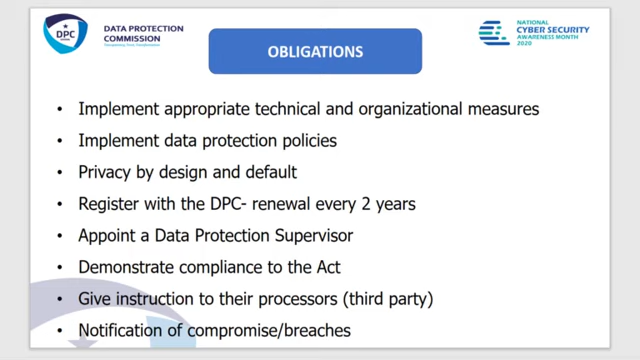 DPC
DATA PROTECTION
COMMISSION
NATIONAL
CYBER SECURITY
AWARENESS MONTH
2020
OBLIGATIONS
• Implement appropriate technical and organizational measures
• Implement data protection policies
• Privacy by design and default
• Register with the DPC- renewal every 2 years
• Appoint a Data Protection Supervisor
• Demonstrate compliance to the Act
• Give instruction to their processors (third party)
• Notification of compromise/breaches